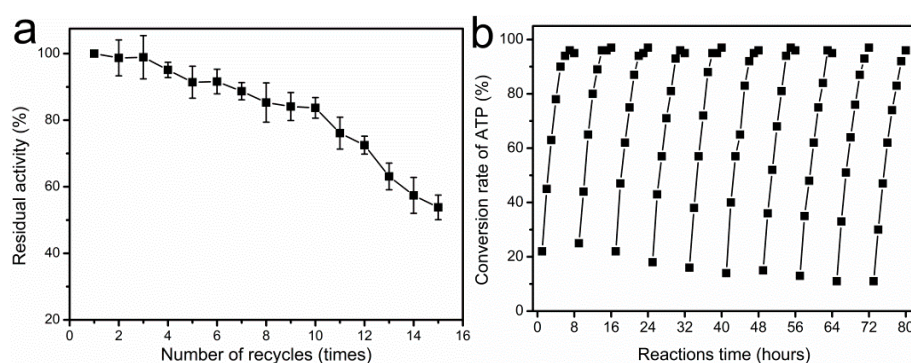 a
100
80
60
40
20
0 2 4 6 8 10 12 14 16
Residual activity (%)
Number of recycles (times)
b
100
80
60
40
20
0
0 8 16 24 32 40 48 56 64 72 80
Conversion rate of ATP (%)
Reactions time (hours)